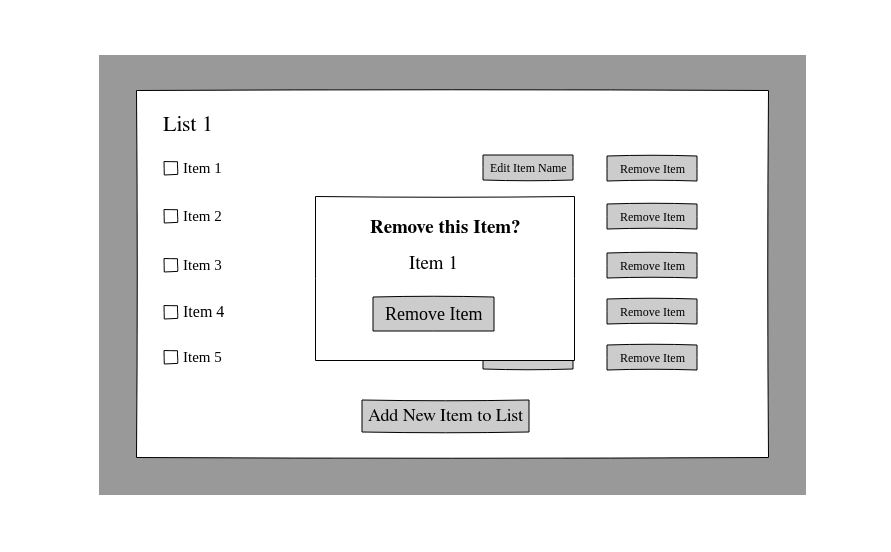 List 1
Item 1 Edit Item Name Remove Item
Item 2 Remove Item
Remove this Item?
Item 3 Item 1 Remove Item
Item 4 Remove Item Remove Item
Item 5 Remove Item
Add New Item to List